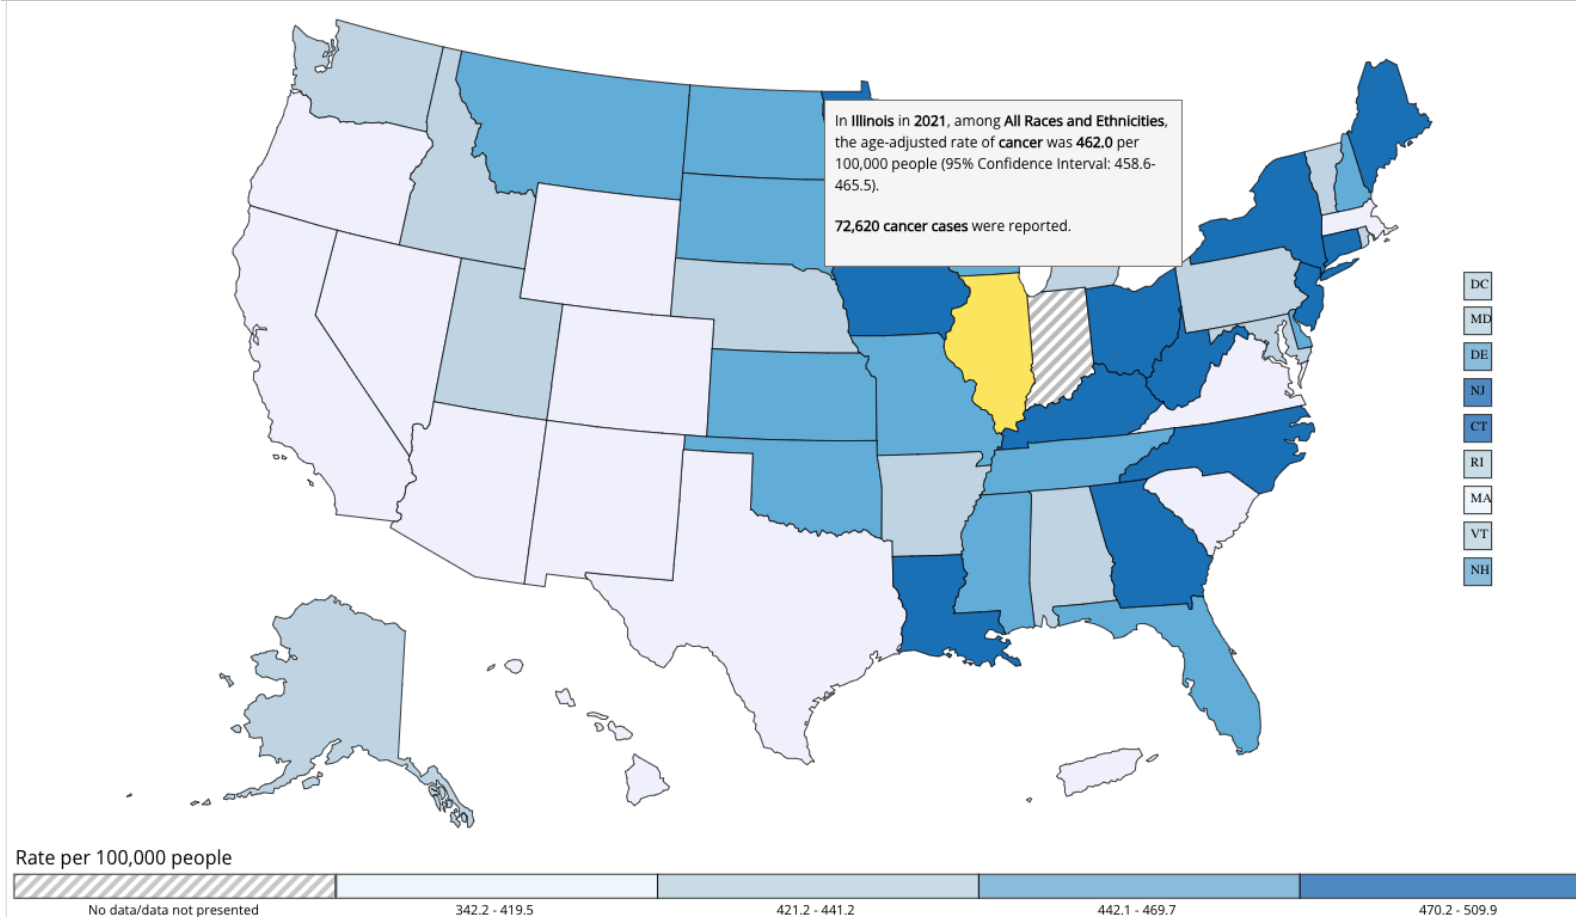 In Illinois in 2021, among All Races and Ethnicities,
the age-adjusted rate of cancer was 462.0 per
100,000 people (95% Confidence Interval: 458.6-
465.5).
72,620 cancer cases were reported.
DC
MD
DE
NJ
CT
RI
MA
VT
NH
Rate per 100,000 people
No data/data not presented
342.2 - 419.5
421.2 - 441.2
442.1 - 469.7
470.2 - 509.9